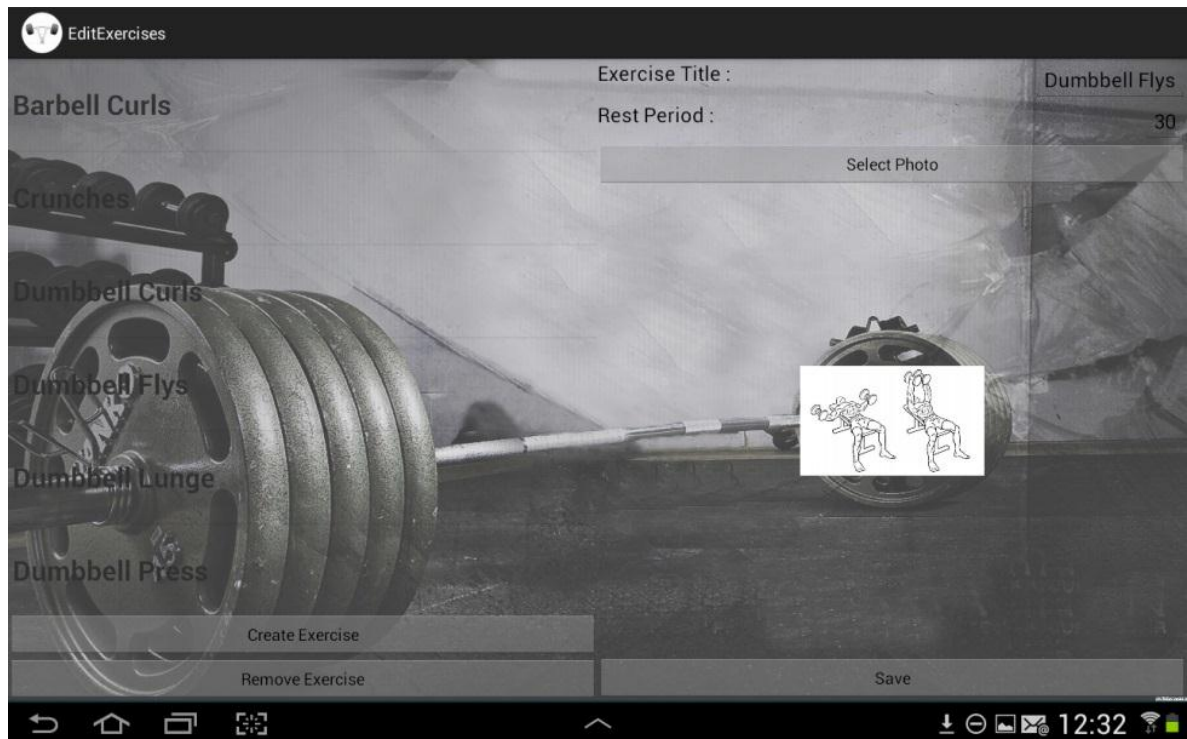 EditExercises
Barbell Curls
Crunches
Dumbbell Curls
Dumbbell Flys
Dumbbell Lunge
Dumbbell Press
Create Exercise
Remove Exercise
Exercise Title :
Dumbbell Flys
Rest Period :
30
Select Photo
Save
12:32